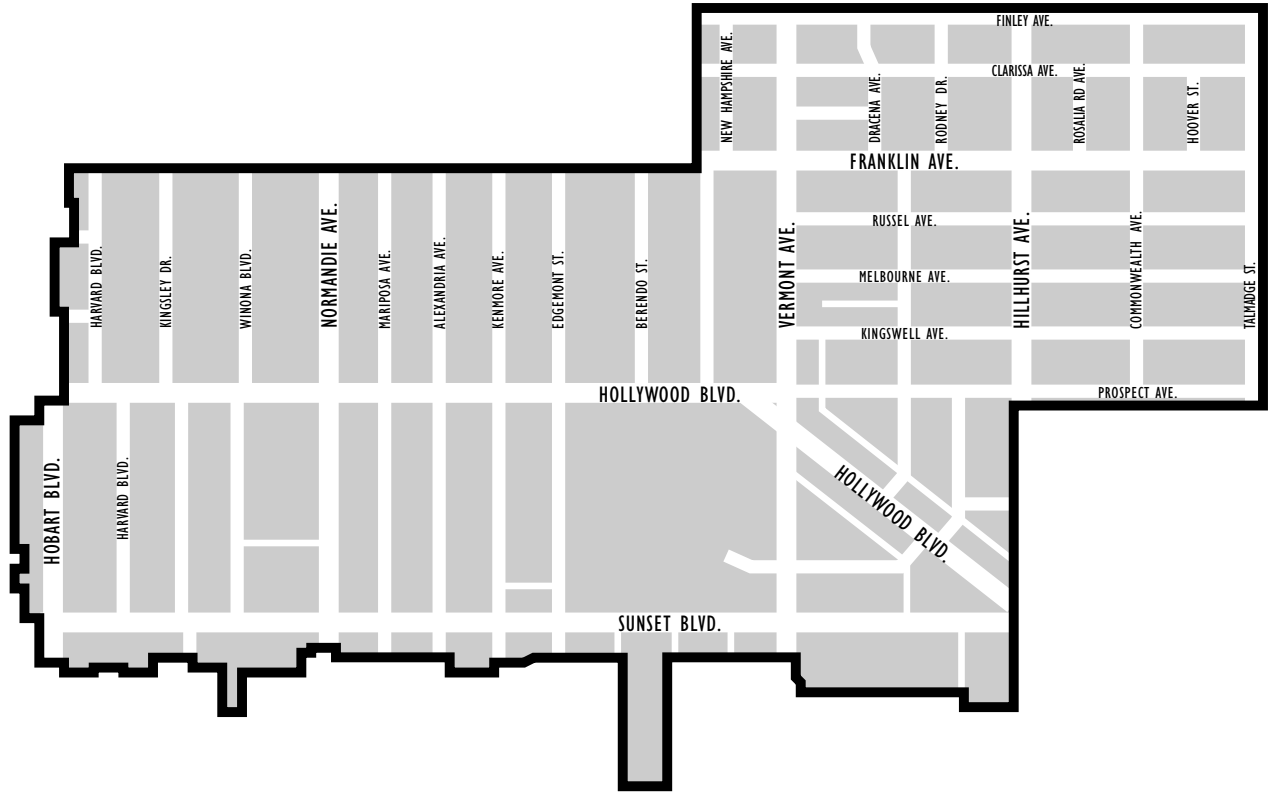 FINLEY AVE.
CLARISSA AVE.
NEW HAMPSHIRE AVE.
DRACENA AVE.
RODNEY DR.
ROSALIA RD AVE.
HOOVER ST.
FRANKLIN AVE.
RUSSEL AVE.
MELBOURNE AVE.
KINGSWELL AVE.
HARVARD BLVD.
KINGSLEY DR.
WINONA BLVD.
NORMANDIE AVE.
MARIPOSA AVE.
ALEXANDRIA AVE.
KENMORE AVE.
EDGEMONT ST.
BERENDO ST.
VERMONT AVE.
HILLHURST AVE.
COMMONWEALTH AVE.
TALMADGE ST.
HOLLYWOOD BLVD.
PROSPECT AVE.
HOBART BLVD.
HARVARD BLVD.
HOLLYWOOD BLVD.
SUNSET BLVD.